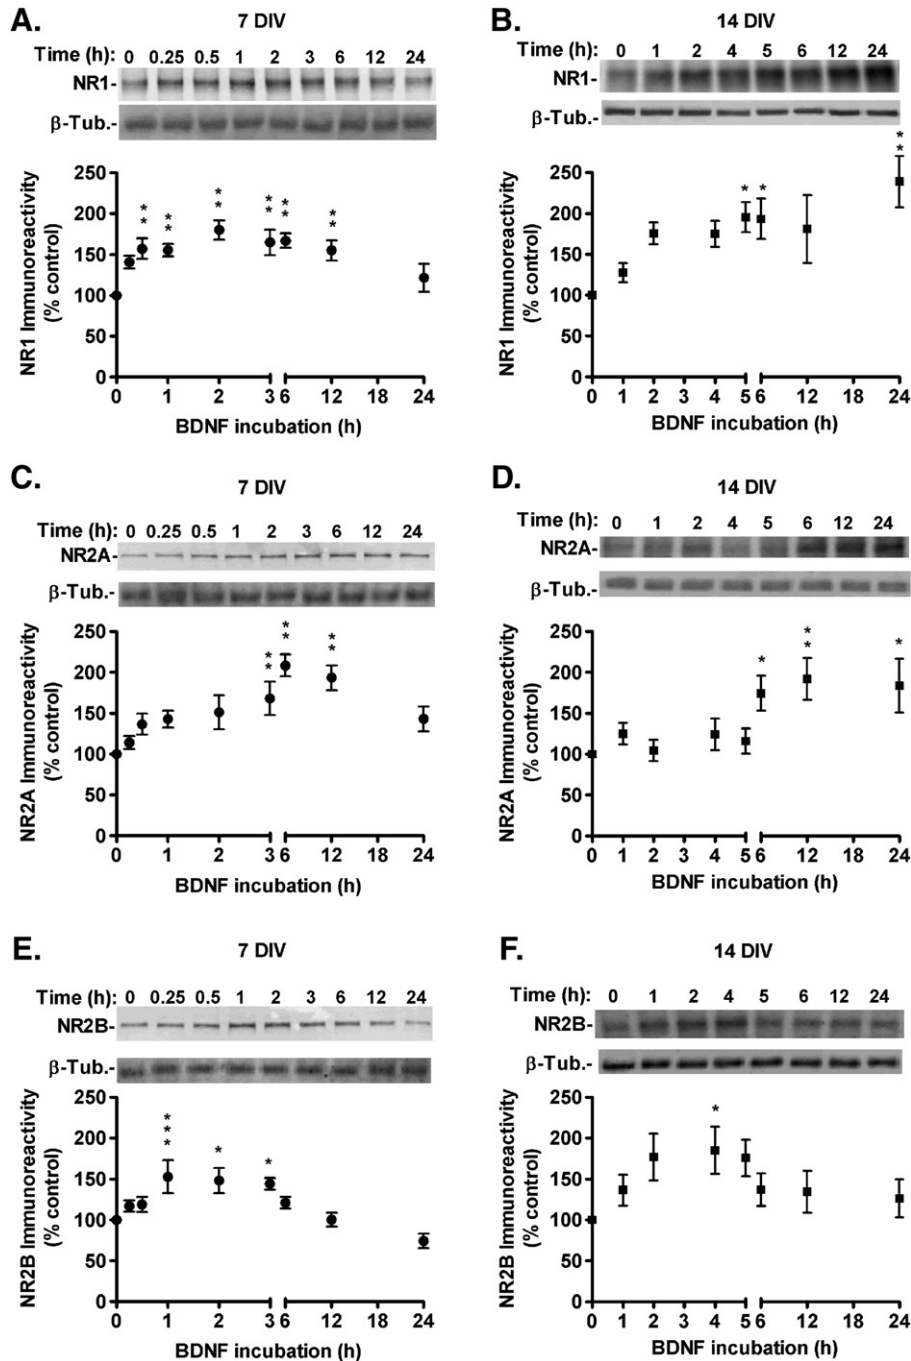 A.
7 DIV
Time (h): 0 0.25 0.5 1 2 3 6 12 24
NR1-
β-Tub.-
250
200
150
100
50
0
NR1 Immunoreactivity
(% control)
** ** ** ** ** **
0 1 2 3 6 12 18 24
BDNF incubation (h)
B.
14 DIV
Time (h): 0 1 2 4 5 6 12 24
NR1-
β-Tub.-
250
200
150
100
50
0
NR1 Immunoreactivity
(% control)
* * **
0 1 2 3 4 5 6 12 18 24
BDNF incubation (h)
C.
7 DIV
Time (h): 0 0.25 0.5 1 2 3 6 12 24
NR2A-
β-Tub.-
250
200
150
100
50
0
NR2A Immunoreactivity
(% control)
** ** **
0 1 2 3 6 12 18 24
BDNF incubation (h)
D.
14 DIV
Time (h): 0 1 2 4 5 6 12 24
NR2A-
β-Tub.-
250
200
150
100
50
0
NR2A Immunoreactivity
(% control)
* ** *
0 1 2 3 4 5 6 12 18 24
BDNF incubation (h)
E.
7 DIV
Time (h): 0 0.25 0.5 1 2 3 6 12 24
NR2B-
β-Tub.-
250
200
150
100
50
0
NR2B Immunoreactivity
(% control)
*** * *
0 1 2 3 6 12 18 24
BDNF incubation (h)
F.
14 DIV
Time (h): 0 1 2 4 5 6 12 24
NR2B-
β-Tub.-
250
200
150
100
50
0
NR2B Immunoreactivity
(% control)
*
0 1 2 3 4 5 6 12 18 24
BDNF incubation (h)